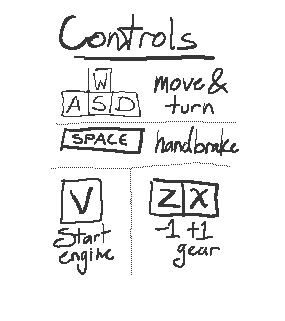 Controls
W
A S D
move &
turn
SPACE handbrake
V
Start
engine
Z X
-1 +1
gear